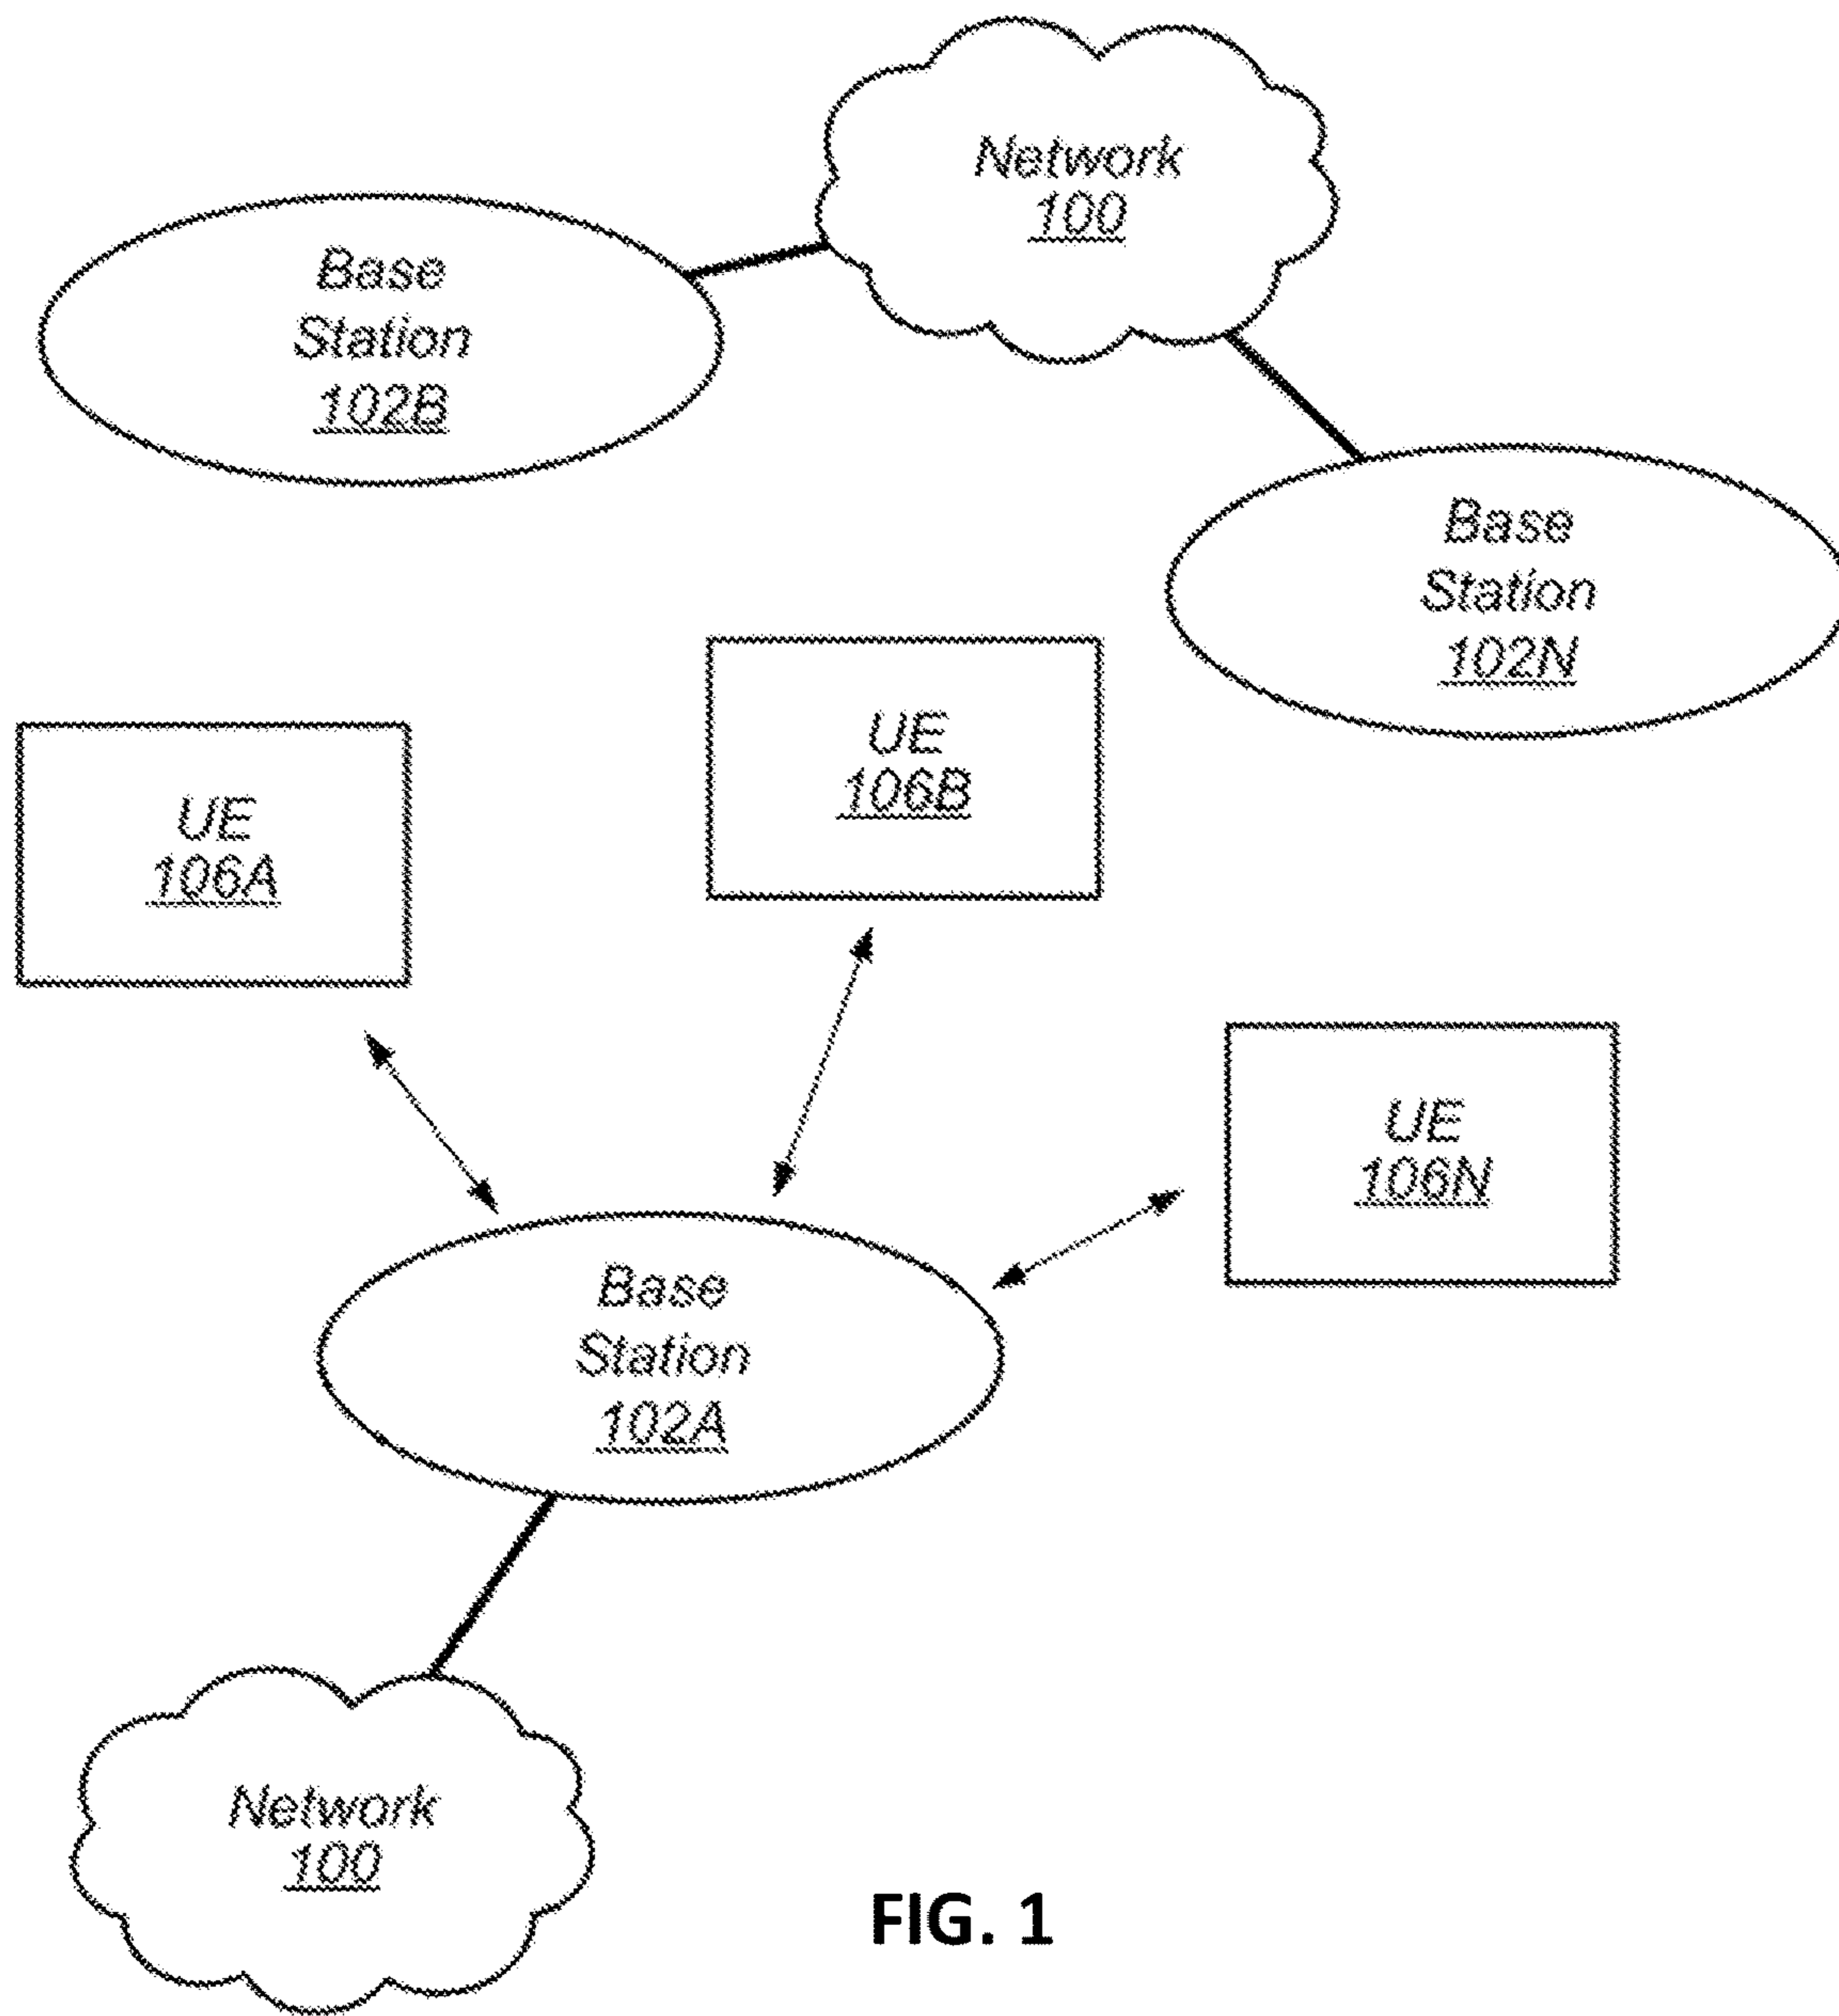 Network
100
Base
Station
102B
Base
Station
102N
UE
106B
UE
106A
UE
106N
Base
Station
102A
Network
100
FIG. 1